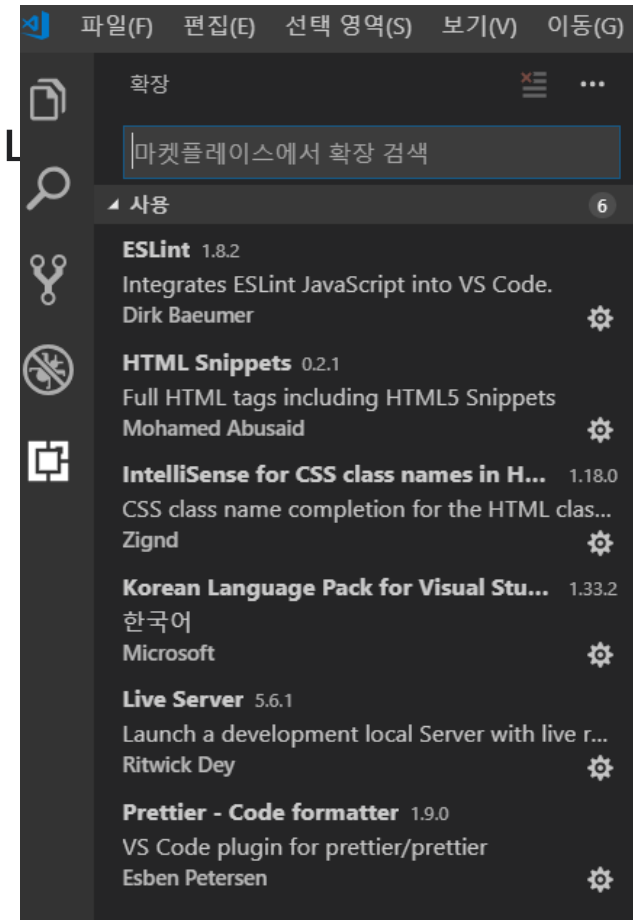 파일(F) 편집(E) 선택 영역(S) 보기(V) 이동(G)
확장
마켓플레이스에서 확장 검색
사용 6
ESLint 1.8.2
Integrates ESLint JavaScript into VS Code.
Dirk Baeumer
HTML Snippets 0.2.1
Full HTML tags including HTML5 Snippets
Mohamed Abusaid
IntelliSense for CSS class names in H... 1.18.0
CSS class name completion for the HTML clas...
Zignd
Korean Language Pack for Visual Stu... 1.33.2
한국어
Microsoft
Live Server 5.6.1
Launch a development local Server with live r...
Ritwick Dey
Prettier - Code formatter 1.9.0
VS Code plugin for prettier/prettier
Esben Petersen